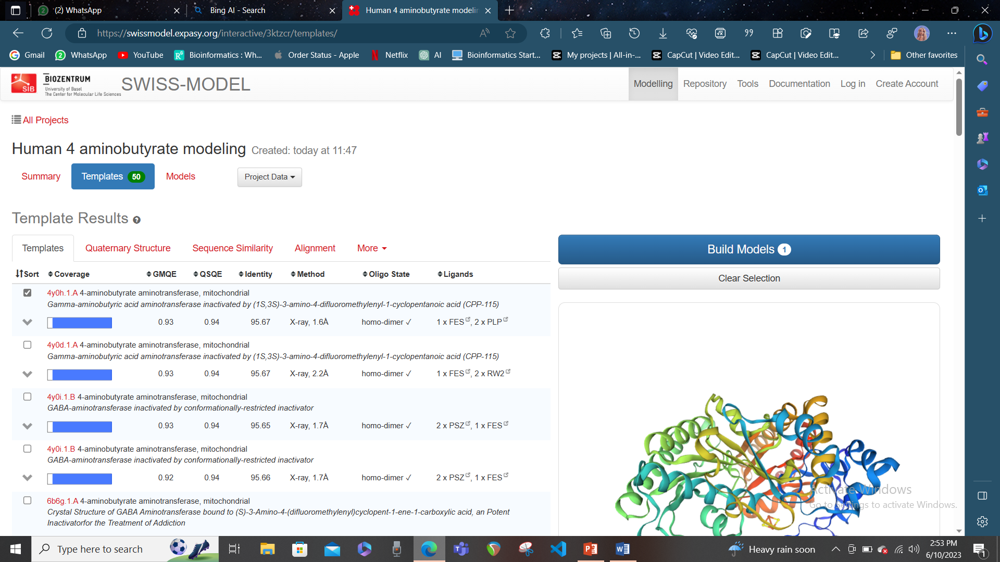 (2) WhatsApp
Bing AI - Search
Human 4 aminobutyrate modelin
https://swissmodel.expasy.org/interactive/3ktzcr/templates/
Gmail WhatsApp YouTube Bioinformatics : Wh... Order Status - Apple Netflix AI Bioinformatics Start... My projects | All-in-... CapCut | Video Edit... CapCut | Video Edit... Other favorites
SIB
BIOZENTRUM
University of Basel
The Center for Molecular Life Sciences
SWISS-MODEL
Modelling Repository Tools Documentation Log in Create Account
All Projects
Human 4 aminobutyrate modeling Created: today at 11:47
Summary Templates 50 Models Project Data
Template Results
Templates Quaternary Structure Sequence Similarity Alignment More
Build Models 1
Clear Selection
Sort Coverage GMQE QSQE Identity Method Oligo State Ligands
4y0h.1.A 4-aminobutyrate aminotransferase, mitochondrial
Gamma-aminobutyric acid aminotransferase inactivated by (1S,3S)-3-amino-4-difluoromethylenyl-1-cyclopentanoic acid (CPP-115)
0.93 0.94 95.67 X-ray, 1.6Å homo-dimer ✓ 1 x FES, 2 x PLP
4y0d.1.A 4-aminobutyrate aminotransferase, mitochondrial
Gamma-aminobutyric acid aminotransferase inactivated by (1S,3S)-3-amino-4-difluoromethylenyl-1-cyclopentanoic acid (CPP-115)
0.93 0.94 95.67 X-ray, 2.2Å homo-dimer ✓ 1 x FES, 2 x RW2
4y0i.1.B 4-aminobutyrate aminotransferase, mitochondrial
GABA-aminotransferase inactivated by conformationally-restricted inactivator
0.93 0.94 95.65 X-ray, 1.7Å homo-dimer ✓ 2 x PSZ, 1 x FES
4y0i.1.B 4-aminobutyrate aminotransferase, mitochondrial
GABA-aminotransferase inactivated by conformationally-restricted inactivator
0.92 0.94 95.66 X-ray, 1.7Å homo-dimer ✓ 2 x PSZ, 1 x FES
6b6g.1.A 4-aminobutyrate aminotransferase, mitochondrial
Crystal Structure of GABA Aminotransferase bound to (S)-3-Amino-4-(difluoromethylenyl)cyclopent-1-ene-1-carboxylic acid, an Potent
Inactivatorfor the Treatment of Addiction
Activate Windows
Go to Settings to activate Windows.
Type here to search
Heavy rain soon
2:53 PM
6/10/2023
1